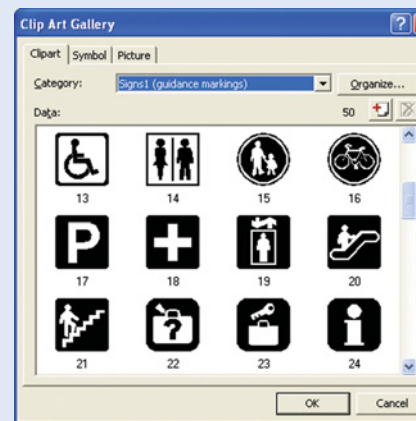 Clip Art Gallery ?
Clipart Symbol Picture
Category: Signs1 (guidance markings) Organize...
Data: 50
13 14 15 16
P
17 18 19 20
? i
21 22 23 24
OK Cancel